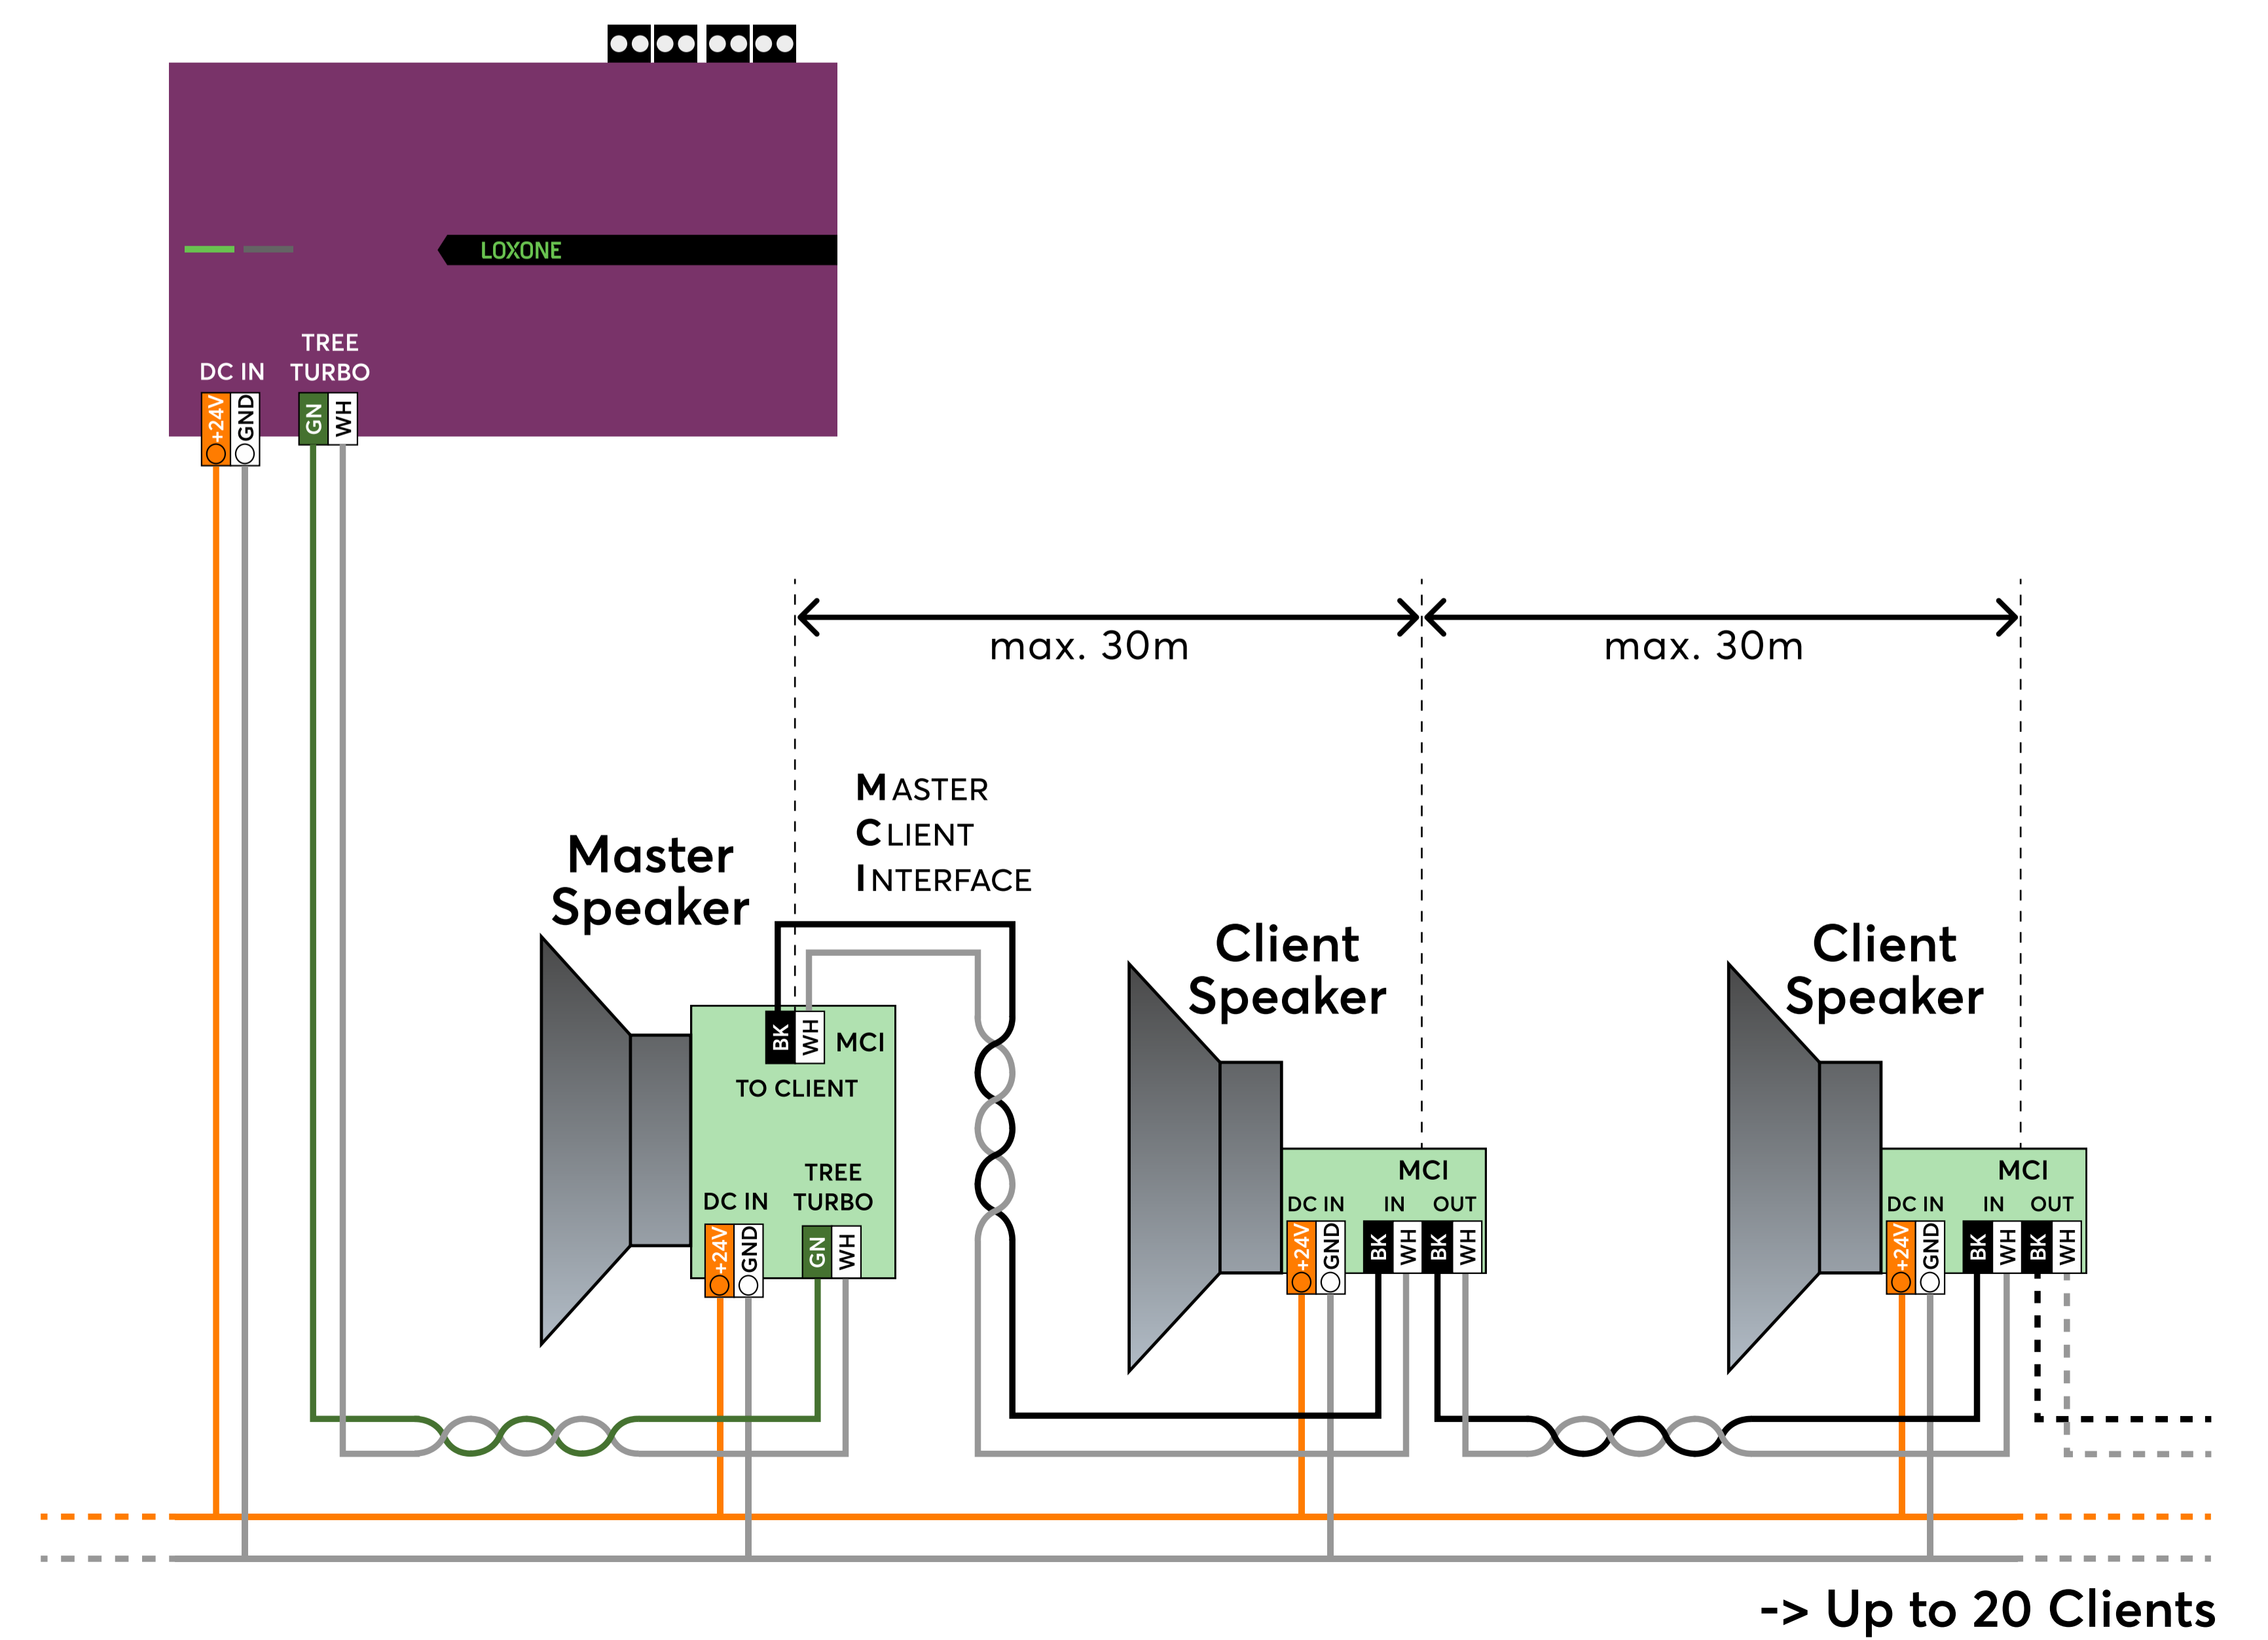 LOXONE
TREE
DC IN TURBO
+24V GND GN WH
max. 30m max. 30m
MASTER
CLIENT
INTERFACE
Master
Speaker
Client
Speaker
Client
Speaker
BK WH MCI
TO CLIENT
TREE
DC IN TURBO
+24V GND GN WH
MCI
DC IN IN OUT
+24V GND BK WH BK WH
MCI
DC IN IN OUT
+24V GND BK WH BK WH
-> Up to 20 Clients